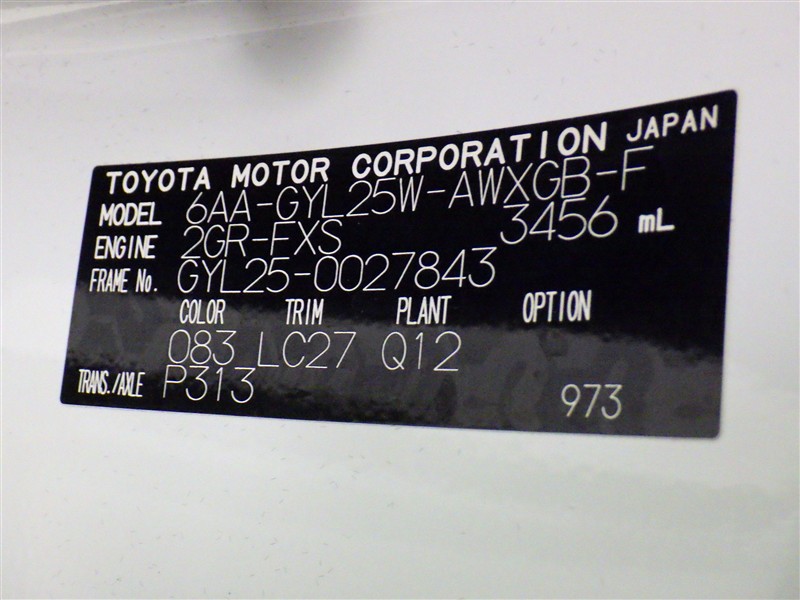 TOYOTA MOTOR CORPORATION JAPAN
MODEL 6AA-GYL25W-AWXGB-F
ENGINE 2GR-FXS 3456 mL
FRAME No. GYL25-0027843
COLOR TRIM PLANT OPTION
083 LC27 Q12
TRANS./AXLE P313 973